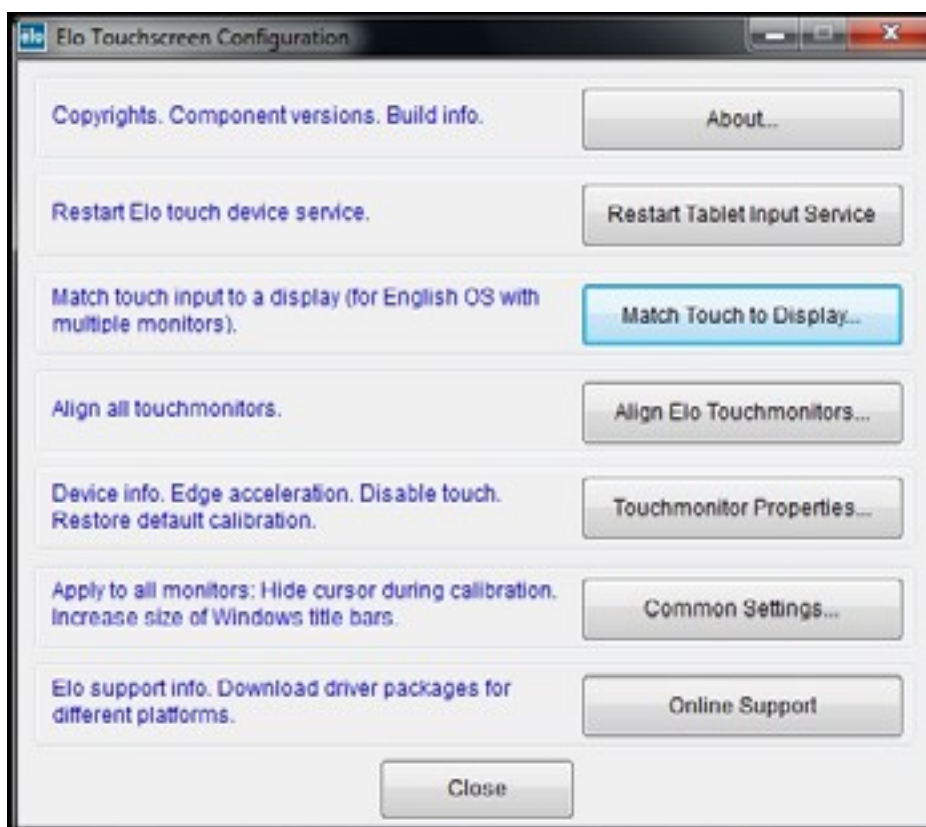 elo Elo Touchscreen Configuration
Copyrights. Component versions. Build info.
About...
Restart Elo touch device service.
Restart Tablet Input Service
Match touch input to a display (for English OS with
multiple monitors).
Match Touch to Display...
Align all touchmonitors.
Align Elo Touchmonitors...
Device info. Edge acceleration. Disable touch.
Restore default calibration.
Touchmonitor Properties...
Apply to all monitors: Hide cursor during calibration.
Increase size of Windows title bars.
Common Settings...
Elo support info. Download driver packages for
different platforms.
Online Support
Close